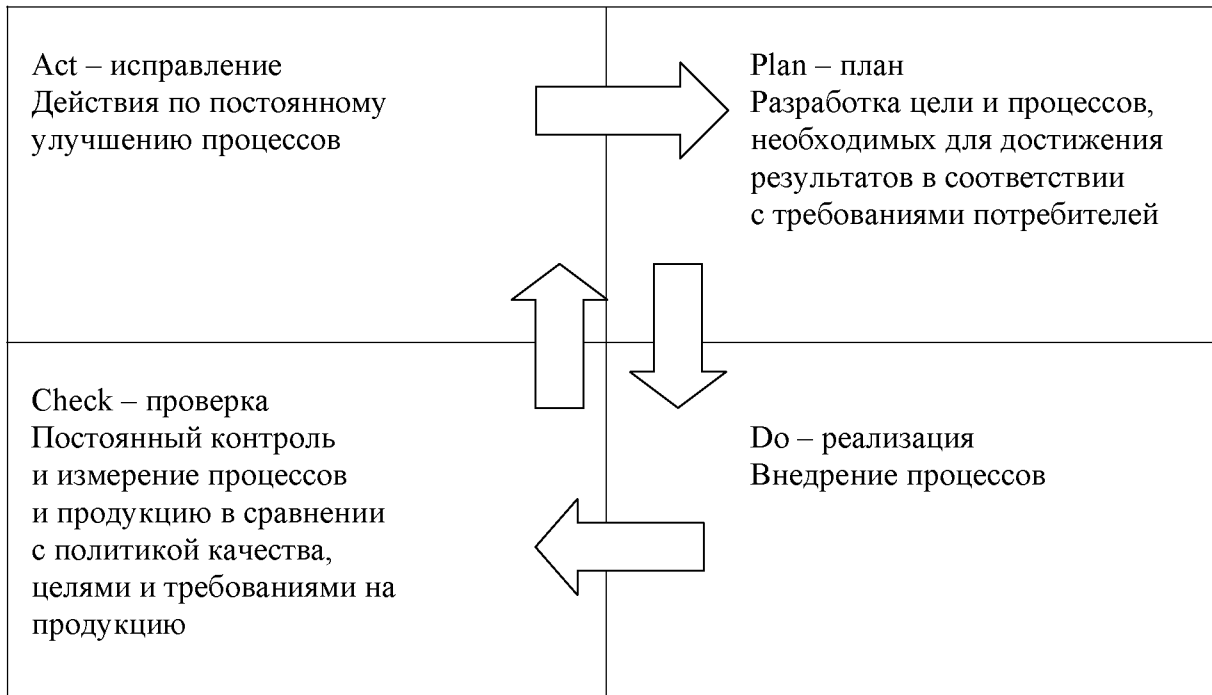 Act – исправление
Действия по постоянному
улучшению процессов
Plan – план
Разработка цели и процессов,
необходимых для достижения
результатов в соответствии
с требованиями потребителей
Check – проверка
Постоянный контроль
и измерение процессов
и продукцию в сравнении
с политикой качества,
целями и требованиями на
продукцию
Do – реализация
Внедрение процессов